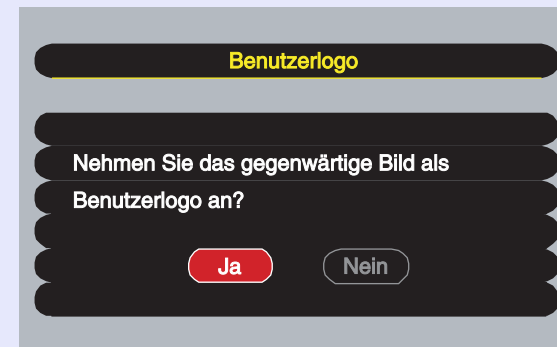 Benutzerlogo
Nehmen Sie das gegenwärtige Bild als
Benutzerlogo an?
Ja Nein